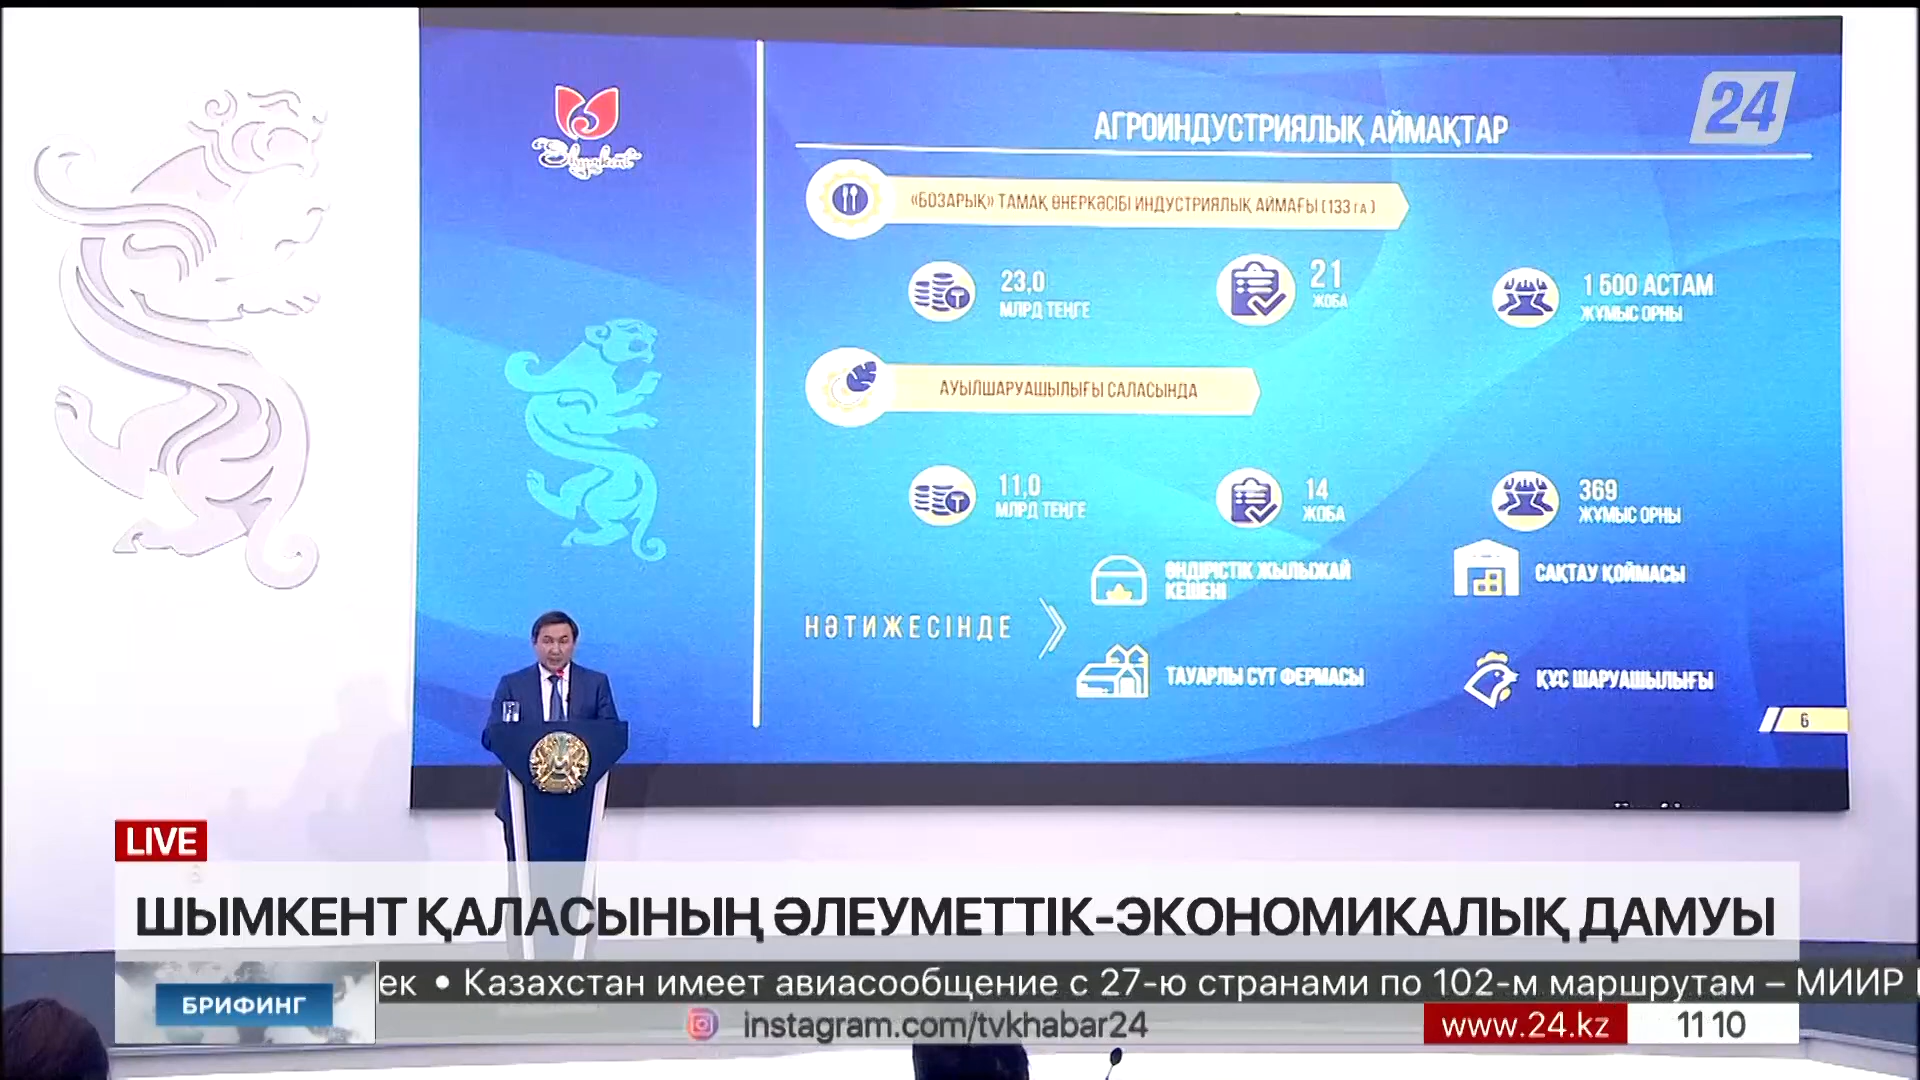 24
Shymkent
АГРОИНДУСТРИЯЛЫҚ АЙМАҚТАР
«БОЗАРЫҚ» ТАМАҚ ӨНЕРКӘСІБІ ИНДУСТРИЯЛЫҚ АЙМАҒЫ (133 ГА)
23,0
МЛРД ТЕҢГЕ
21
ЖОБА
1 500 АСТАМ
ЖҰМЫС ОРНЫ
АУЫЛШАРУАШЫЛЫҒЫ САЛАСЫНДА
11,0
МЛРД ТЕҢГЕ
14
ЖОБА
369
ЖҰМЫС ОРНЫ
НӘТИЖЕСІНДЕ
ӨНДІРІСТІК ЖЫЛЫЖАЙ
КЕШЕНІ
САҚТАУ ҚОЙМАСЫ
ТАУАРЛЫ СҮТ ФЕРМАСЫ
ҚҰС ШАРУАШЫЛЫҒЫ
6
LIVE
ШЫМКЕНТ ҚАЛАСЫНЫҢ ӘЛЕУМЕТТІК-ЭКОНОМИКАЛЫҚ ДАМУЫ
БРИФИНГ
ек • Казахстан имеет авиасообщение с 27-ю странами по 102-м маршрутам – МИИР
instagram.com/tvkhabar24
www.24.kz
11 10